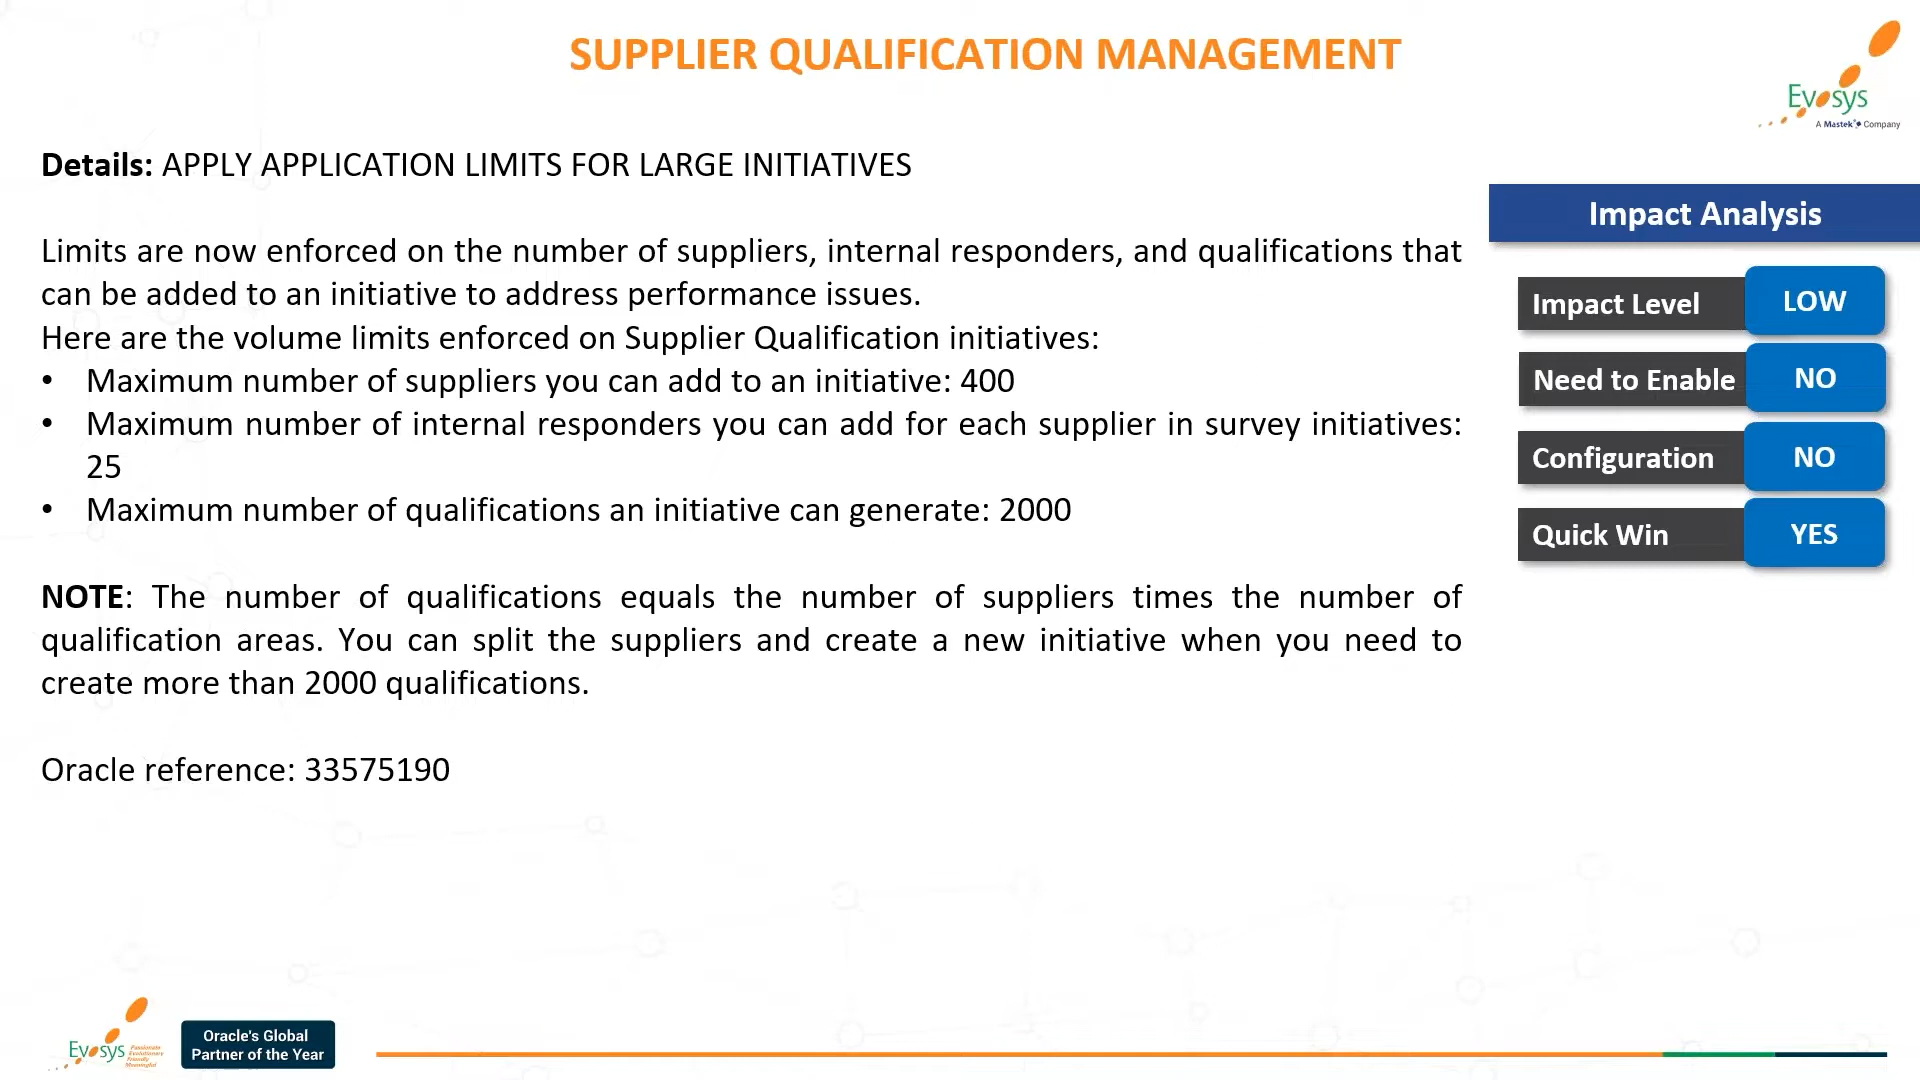 SUPPLIER QUALIFICATION MANAGEMENT
Evosys
A Mastek Company
Details: APPLY APPLICATION LIMITS FOR LARGE INITIATIVES
Limits are now enforced on the number of suppliers, internal responders, and qualifications that
can be added to an initiative to address performance issues.
Here are the volume limits enforced on Supplier Qualification initiatives:
• Maximum number of suppliers you can add to an initiative: 400
• Maximum number of internal responders you can add for each supplier in survey initiatives:
25
• Maximum number of qualifications an initiative can generate: 2000
NOTE: The number of qualifications equals the number of suppliers times the number of
qualification areas. You can split the suppliers and create a new initiative when you need to
create more than 2000 qualifications.
Oracle reference: 33575190
Impact Analysis
Impact Level LOW
Need to Enable NO
Configuration NO
Quick Win YES
Evosys
Passionate
Evolutionary
Friendly
Meaningful
Oracle's Global
Partner of the Year